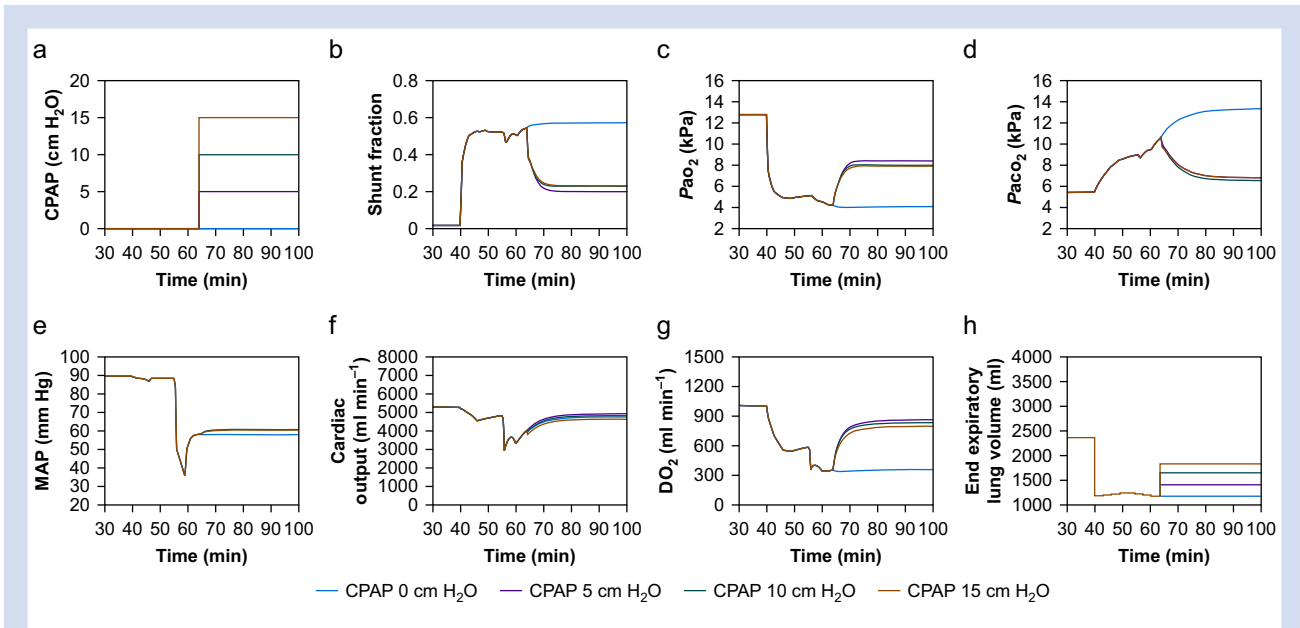 a
CPAP (cm H₂O)
20
15
10
5
0
30 40 50 60 70 80 90 100
Time (min)
b
Shunt fraction
0.8
0.6
0.4
0.2
0
30 40 50 60 70 80 90 100
Time (min)
c
Pao₂ (kPa)
16
14
12
10
8
6
4
2
30 40 50 60 70 80 90 100
Time (min)
d
Paco₂ (kPa)
16
14
12
10
8
6
4
2
30 40 50 60 70 80 90 100
Time (min)
e
MAP (mm Hg)
100
90
80
70
60
50
40
30
20
30 40 50 60 70 80 90 100
Time (min)
f
Cardiac
output (ml min⁻¹)
8000
7000
6000
5000
4000
3000
2000
1000
0
30 40 50 60 70 80 90 100
Time (min)
g
DO₂ (ml min⁻¹)
1500
1200
900
600
300
0
30 40 50 60 70 80 90 100
Time (min)
h
End expiratory
lung volume (ml)
4000
3500
3000
2500
2000
1500
1000
30 40 50 60 70 80 90 100
Time (min)
CPAP 0 cm H₂O CPAP 5 cm H₂O CPAP 10 cm H₂O CPAP 15 cm H₂O